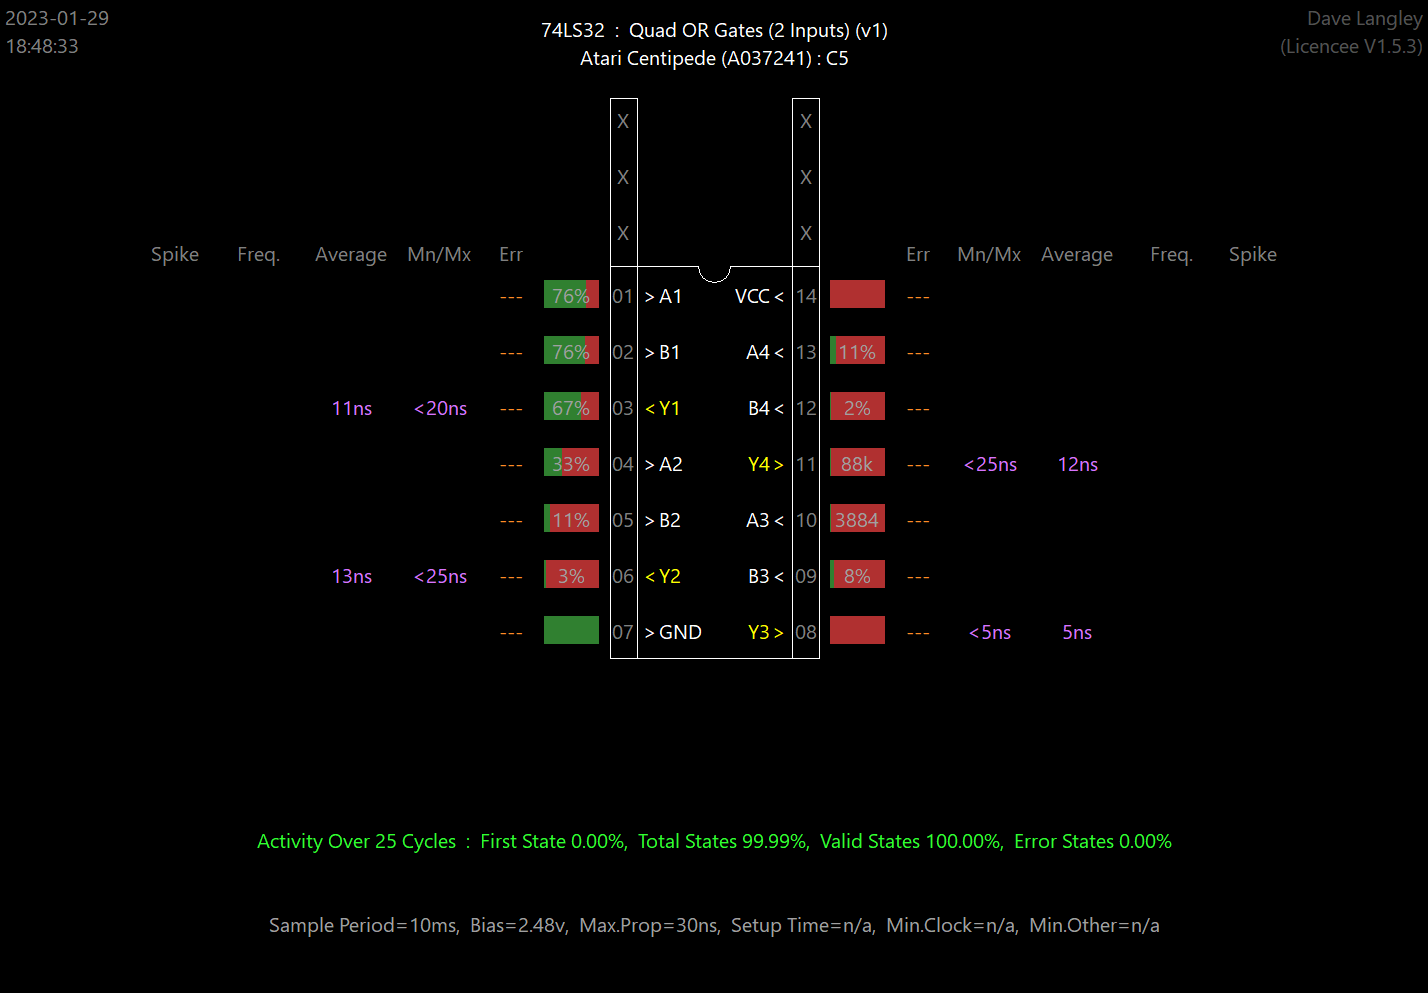 2023-01-29
18:48:33
74LS32 : Quad OR Gates (2 Inputs) (v1)
Atari Centipede (A037241) : C5
Dave Langley
(Licencee V1.5.3)
X X
X X
X X
Spike Freq. Average Mn/Mx Err Err Mn/Mx Average Freq. Spike
--- 76% 01 >A1 VCC< 14 ---
--- 76% 02 >B1 A4< 13 11% ---
11ns <20ns --- 67% 03 <Y1 B4< 12 2% ---
--- 33% 04 >A2 Y4> 11 88k --- <25ns 12ns
--- 11% 05 >B2 A3< 10 3884 ---
13ns <25ns --- 3% 06 <Y2 B3< 09 8% ---
--- 07 >GND Y3> 08 --- <5ns 5ns
Activity Over 25 Cycles : First State 0.00%, Total States 99.99%, Valid States 100.00%, Error States 0.00%
Sample Period=10ms, Bias=2.48v, Max.Prop=30ns, Setup Time=n/a, Min.Clock=n/a, Min.Other=n/a